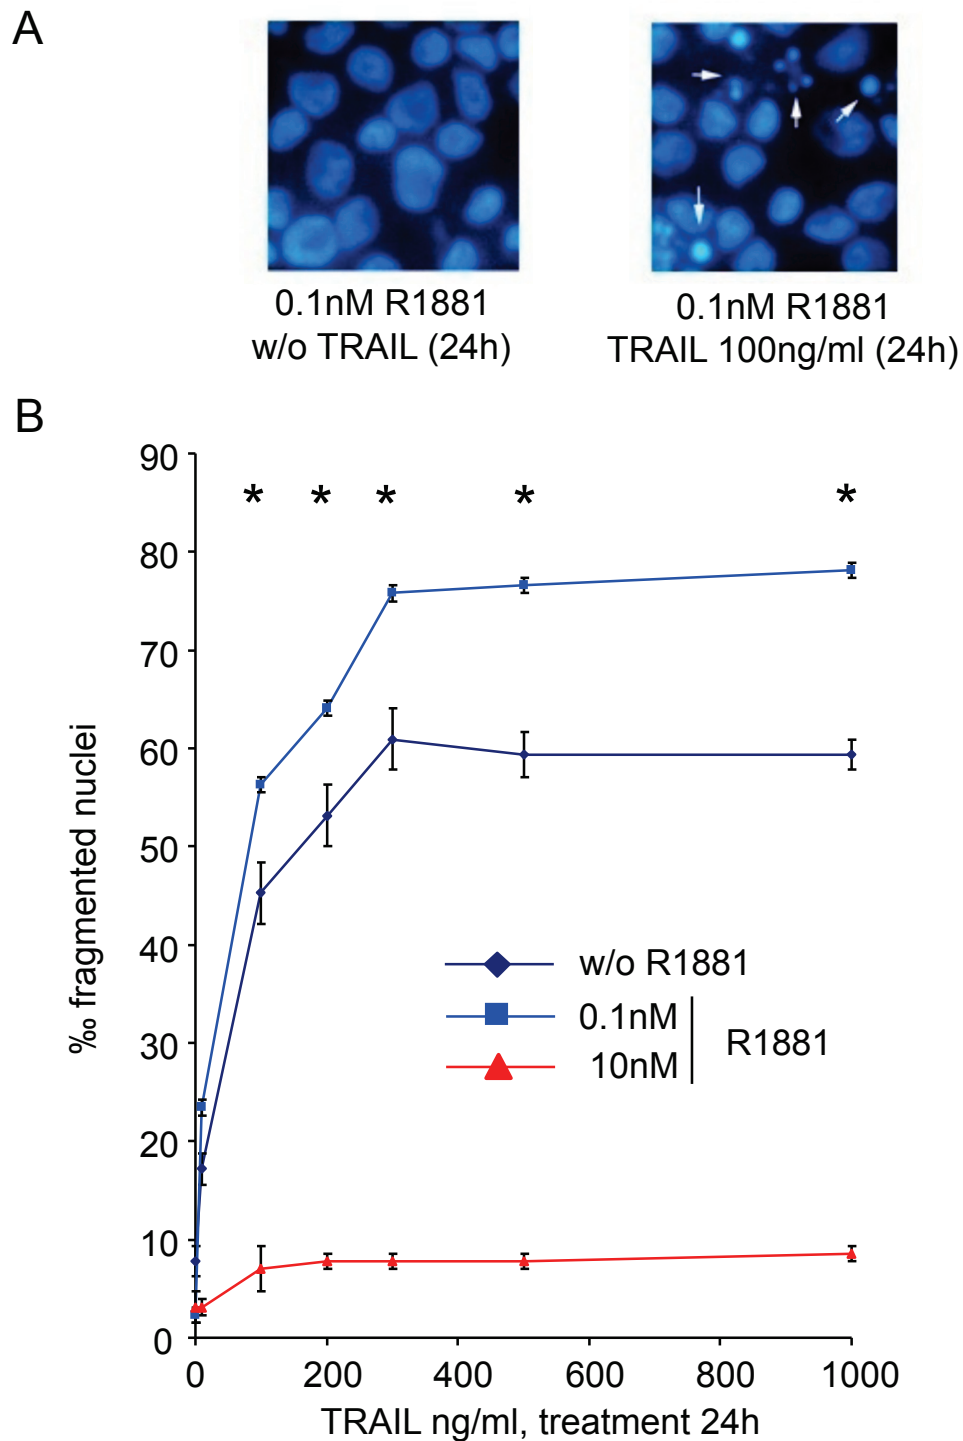 A
0.1nM R1881
w/o TRAIL (24h)
0.1nM R1881
TRAIL 100ng/ml (24h)
B
90
80
70
60
50
40
30
20
10
0
‰ fragmented nuclei
* * * * *
w/o R1881
0.1nM
10nM
R1881
0 200 400 600 800 1000
TRAIL ng/ml, treatment 24h